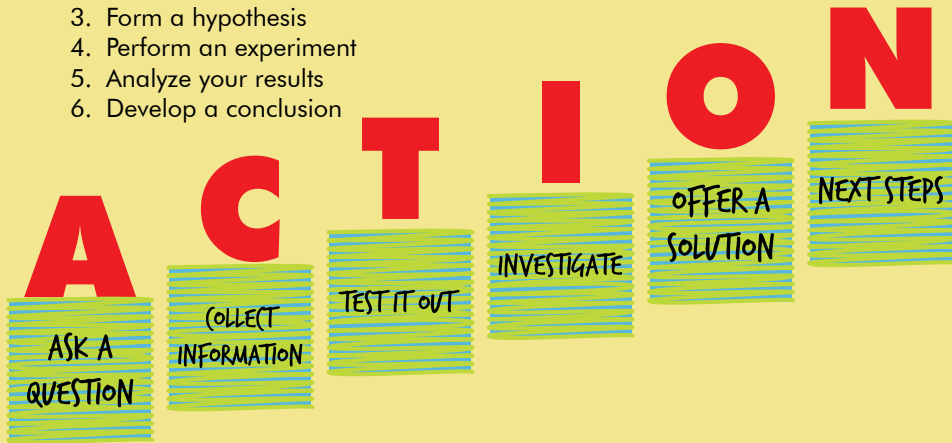 3. Form a hypothesis
4. Perform an experiment
5. Analyze your results
6. Develop a conclusion
A C T I O N
ASK A
QUESTION
COLLECT
INFORMATION
TEST IT OUT
INVESTIGATE
OFFER A
SOLUTION
NEXT STEPS